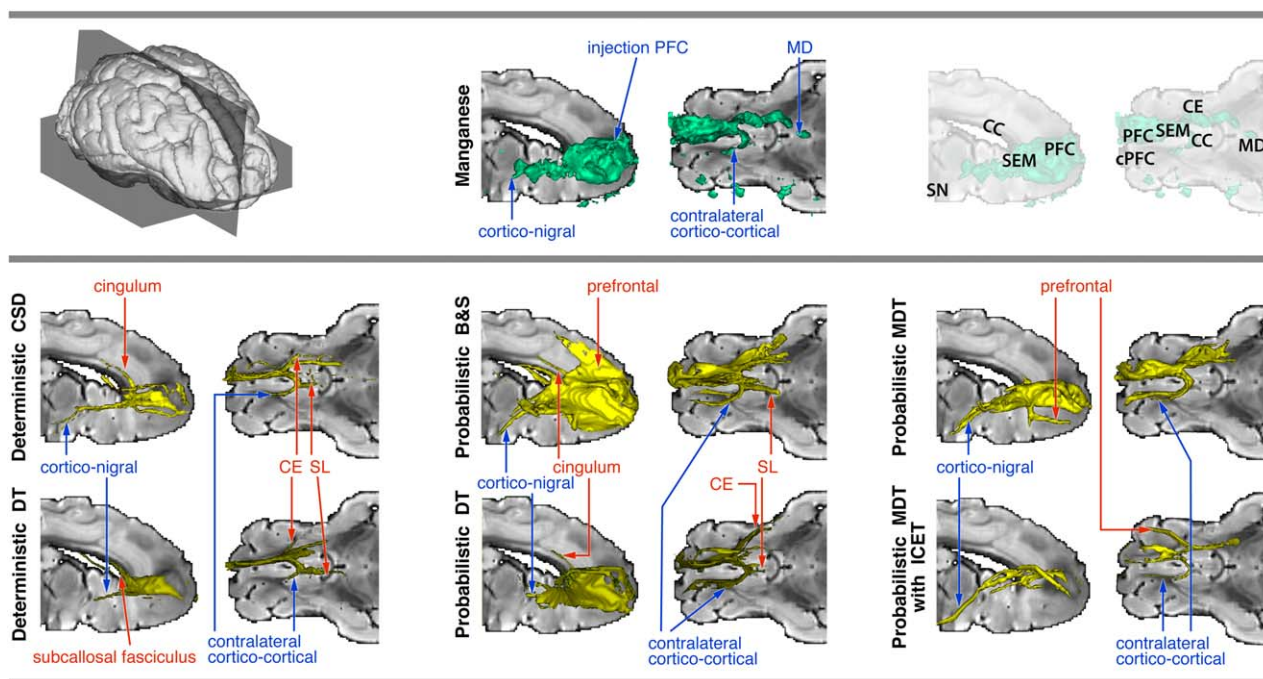 injection PFC
MD
Manganese
cortico-nigral
contralateral
cortico-cortical
CC
SEM
PFC
SN
CE
PFC
SEM
CC
cPFC
MD
cingulum
prefrontal
prefrontal
Deterministic CSD
Probabilistic B&S
Probabilistic MDT
cortico-nigral
CE
SL
cortico-nigral
cingulum
SL
CE
cortico-nigral
Deterministic DT
Probabilistic DT
Probabilistic MDT
with ICET
subcallosal fasciculus
contralateral
cortico-cortical
contralateral
cortico-cortical
contralateral
cortico-cortical